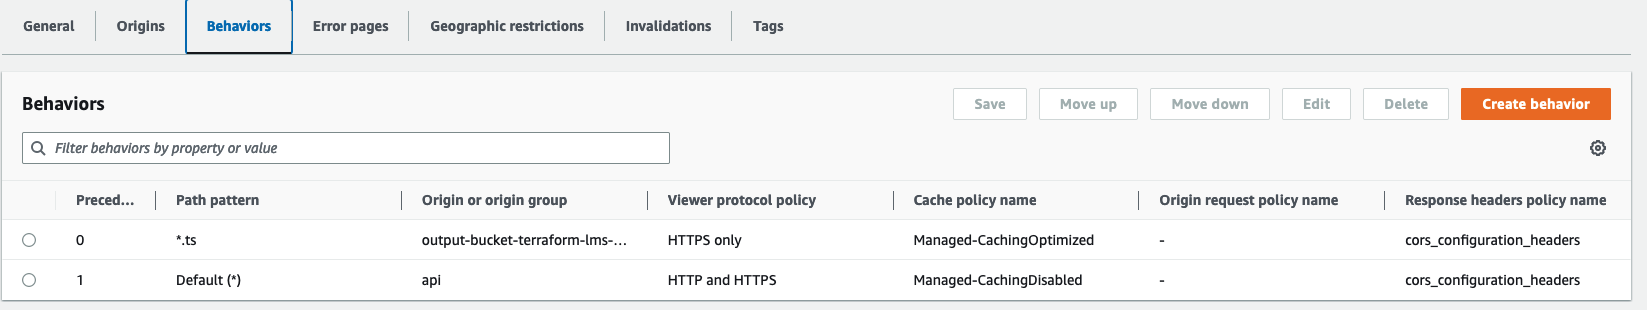 General Origins Behaviors Error pages Geographic restrictions Invalidations Tags
Behaviors Save Move up Move down Edit Delete Create behavior
Filter behaviors by property or value
Preced... Path pattern Origin or origin group Viewer protocol policy Cache policy name Origin request policy name Response headers policy name
0 *.ts output-bucket-terraform-lms-... HTTPS only Managed-CachingOptimized - cors_configuration_headers
1 Default (*) api HTTP and HTTPS Managed-CachingDisabled - cors_configuration_headers